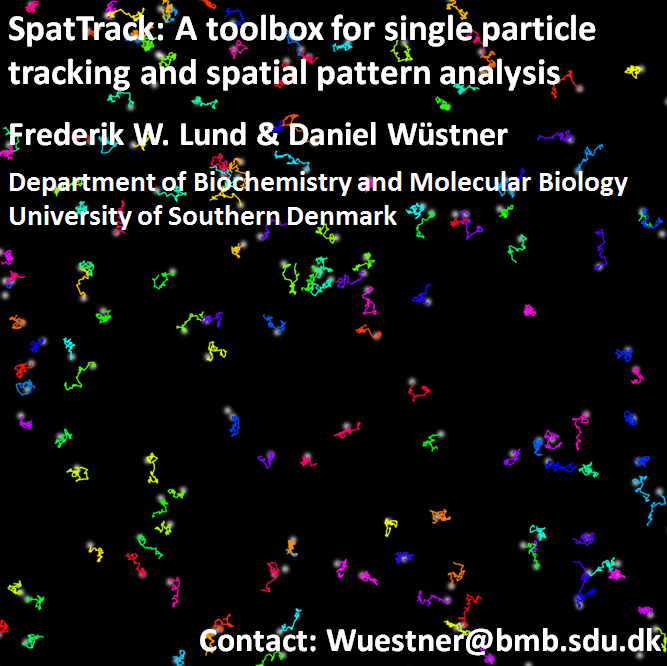 SpatTrack: A toolbox for single particle
tracking and spatial pattern analysis
Frederik W. Lund & Daniel Wüstner
Department of Biochemistry and Molecular Biology
University of Southern Denmark
Contact: Wuestner@bmb.sdu.dk